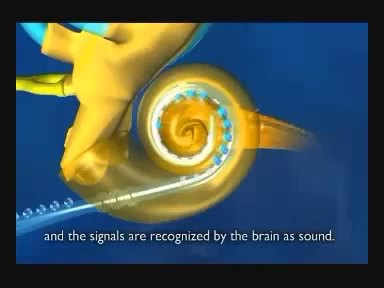 and the signals are recognized by the brain as sound.